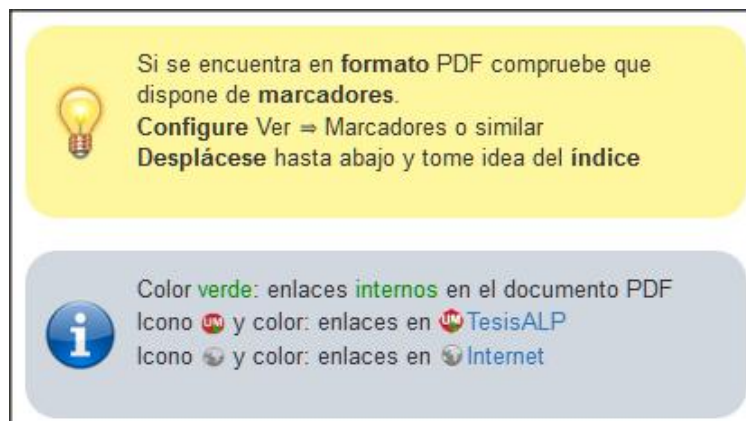 Si se encuentra en formato PDF compruebe que
dispone de marcadores.
Configure Ver ⇒ Marcadores o similar
Desplácese hasta abajo y tome idea del índice
Color verde: enlaces internos en el documento PDF
Icono UM y color: enlaces en UM TesisALP
Icono y color: enlaces en Internet